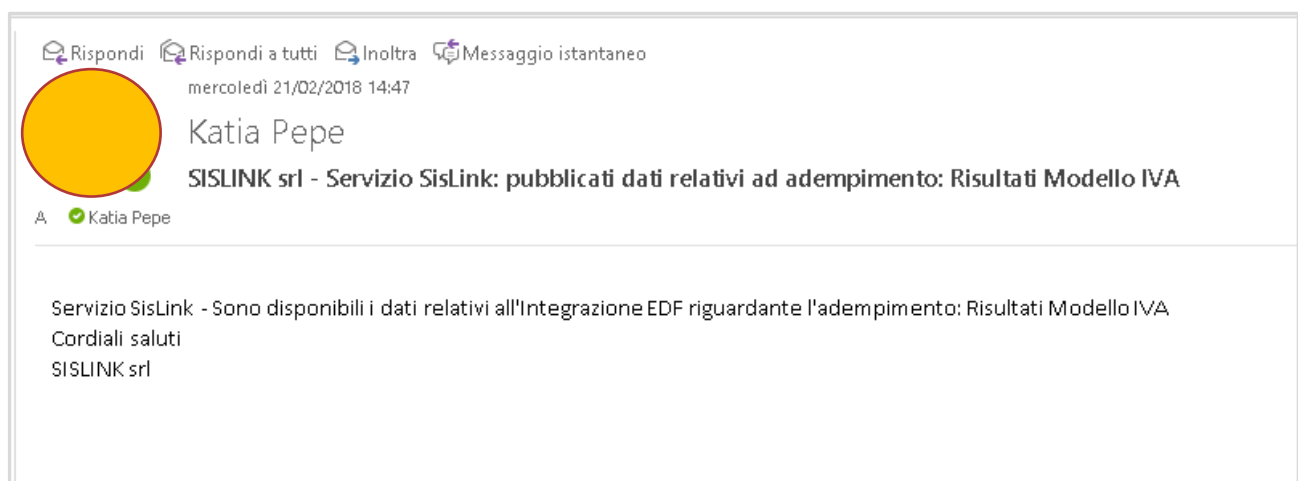 Rispondi Rispondi a tutti Inoltra Messaggio istantaneo
mercoledì 21/02/2018 14:47
Katia Pepe
SISLINK srl - Servizio SisLink: pubblicati dati relativi ad adempimento: Risultati Modello IVA
A Katia Pepe
Servizio SisLink - Sono disponibili i dati relativi all'Integrazione EDF riguardante l'adempimento: Risultati Modello IVA
Cordiali saluti
SISLINK srl